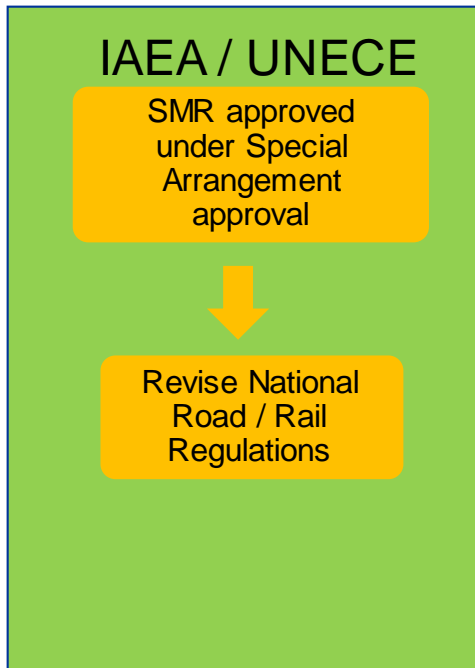 IAEA / UNECE
SMR approved
under Special
Arrangement
approval
Revise National
Road / Rail
Regulations